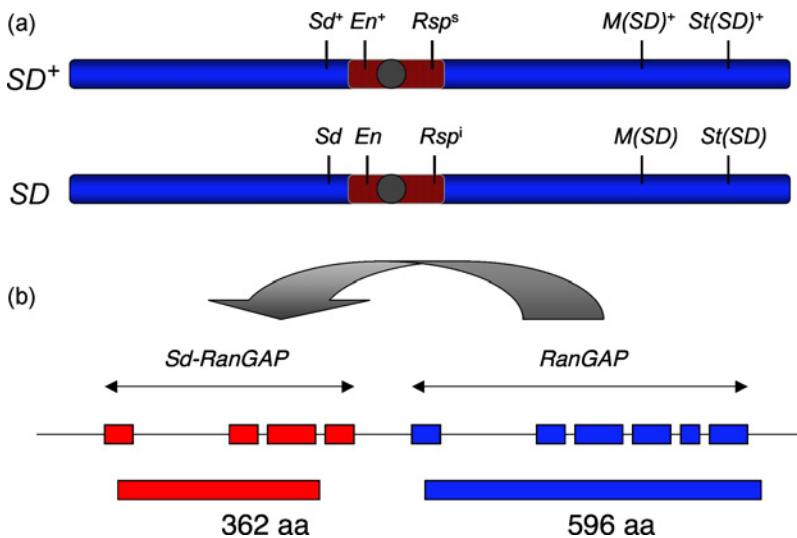 (a)
Sd⁺ En⁺ Rspˢ M(SD)⁺ St(SD)⁺
SD⁺
Sd En Rspⁱ M(SD) St(SD)
SD
(b)
Sd-RanGAP RanGAP
362 aa 596 aa